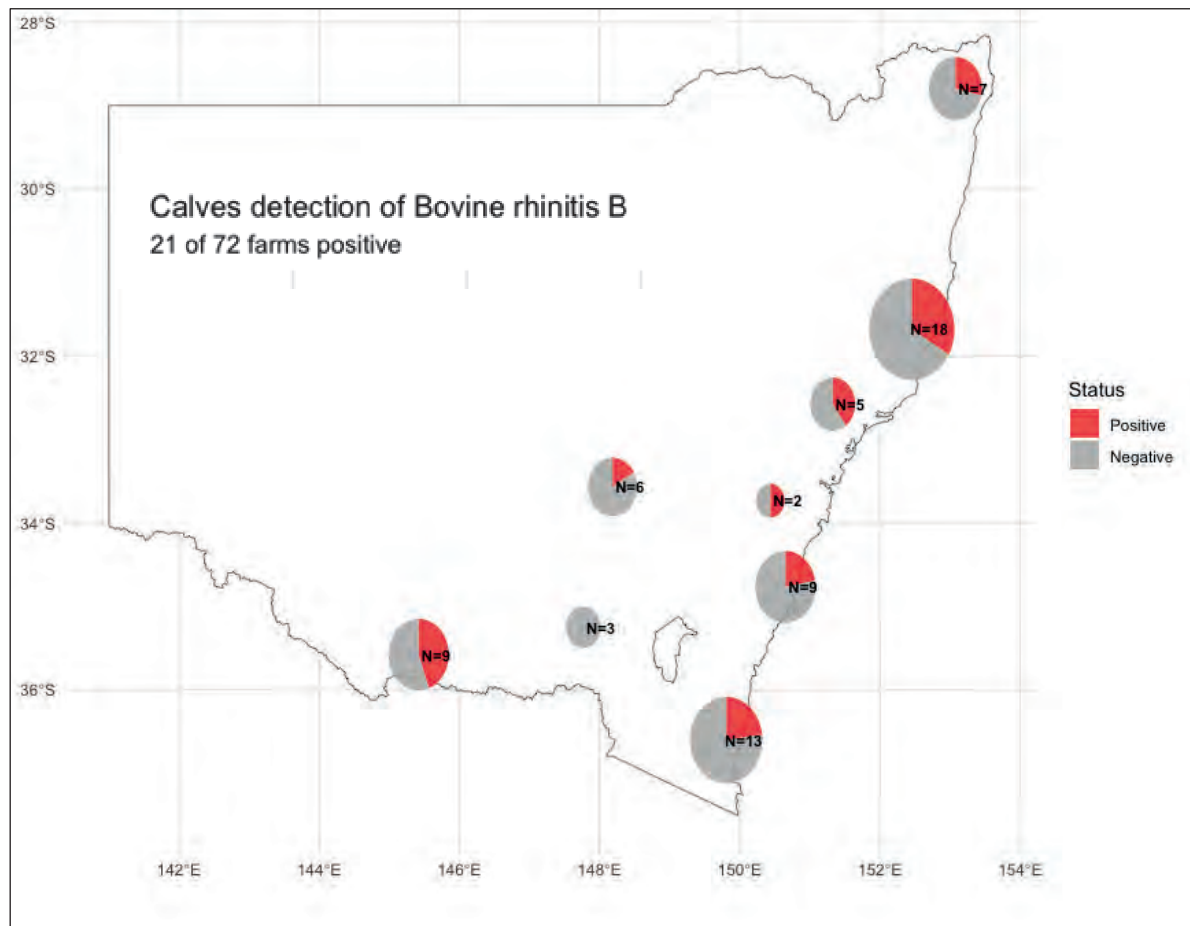 28°S
N=7
30°S
Calves detection of Bovine rhinitis B
21 of 72 farms positive
N=18
32°S
Status
Positive
Negative
N=5
N=6
N=2
34°S
N=9
N=3
N=9
36°S
N=13
142°E 144°E 146°E 148°E 150°E 152°E 154°E